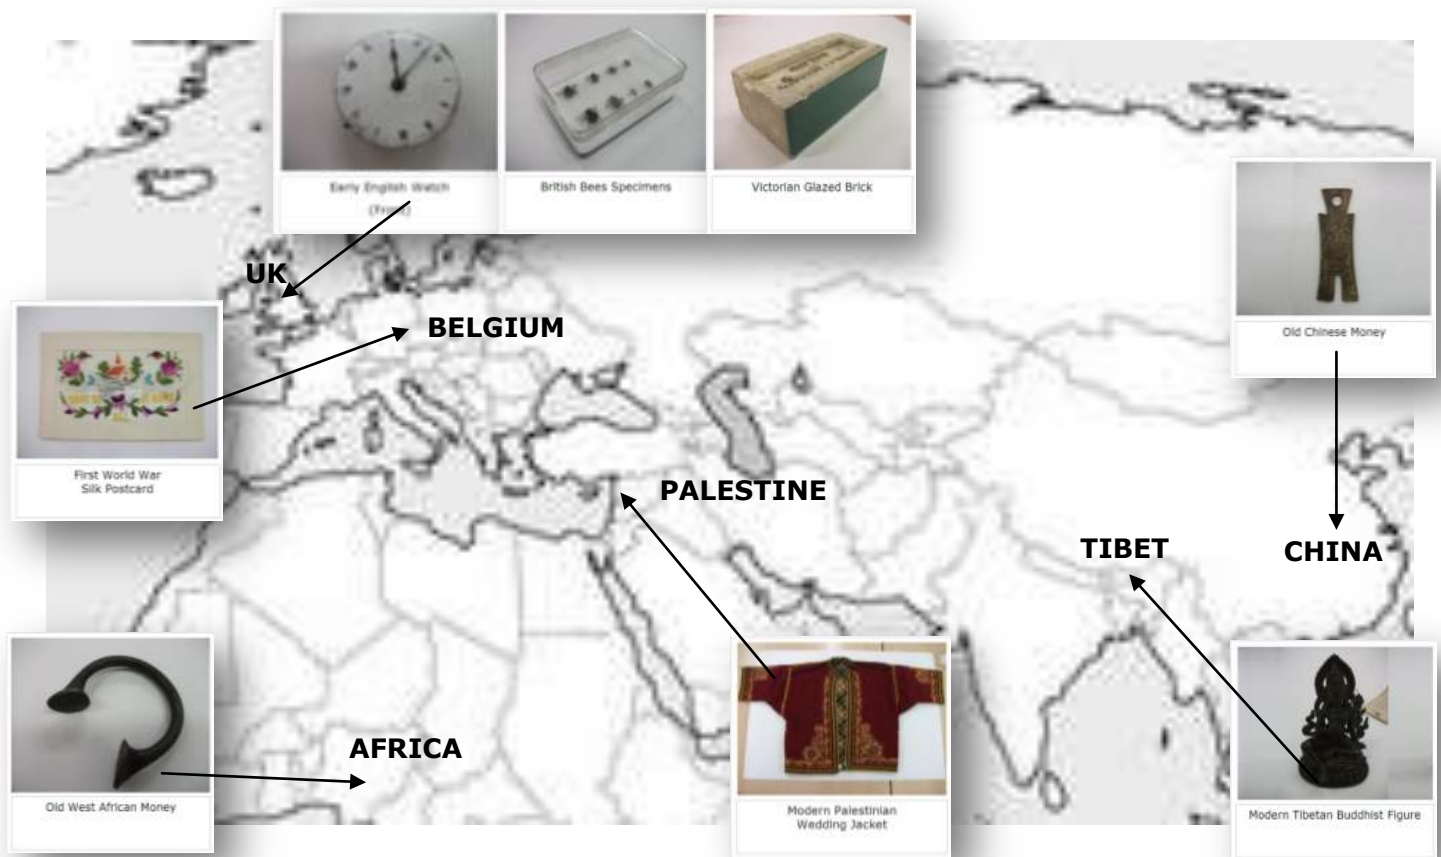 Early English Watch
(Front)
British Bees Specimens
Victorian Glazed Brick
UK
Old Chinese Money
BELGIUM
First World War
Silk Postcard
PALESTINE
TIBET
CHINA
AFRICA
Old West African Money
Modern Palestinian
Wedding Jacket
Modern Tibetan Buddhist Figure